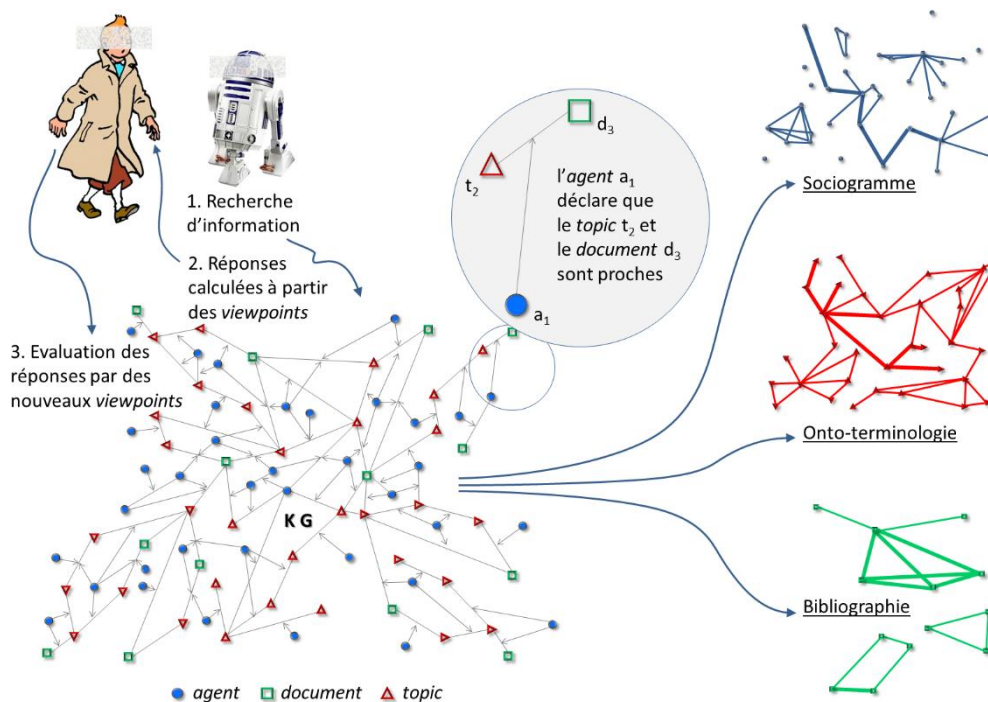 1. Recherche
d'information
2. Réponses
calculées à partir
des viewpoints
3. Evaluation des
réponses par des
nouveaux viewpoints
d3
t2
l'agent a1
déclare que
le topic t2 et
le document d3
sont proches
a1
K G
Sociogramme
Onto-terminologie
Bibliographie
agent document topic